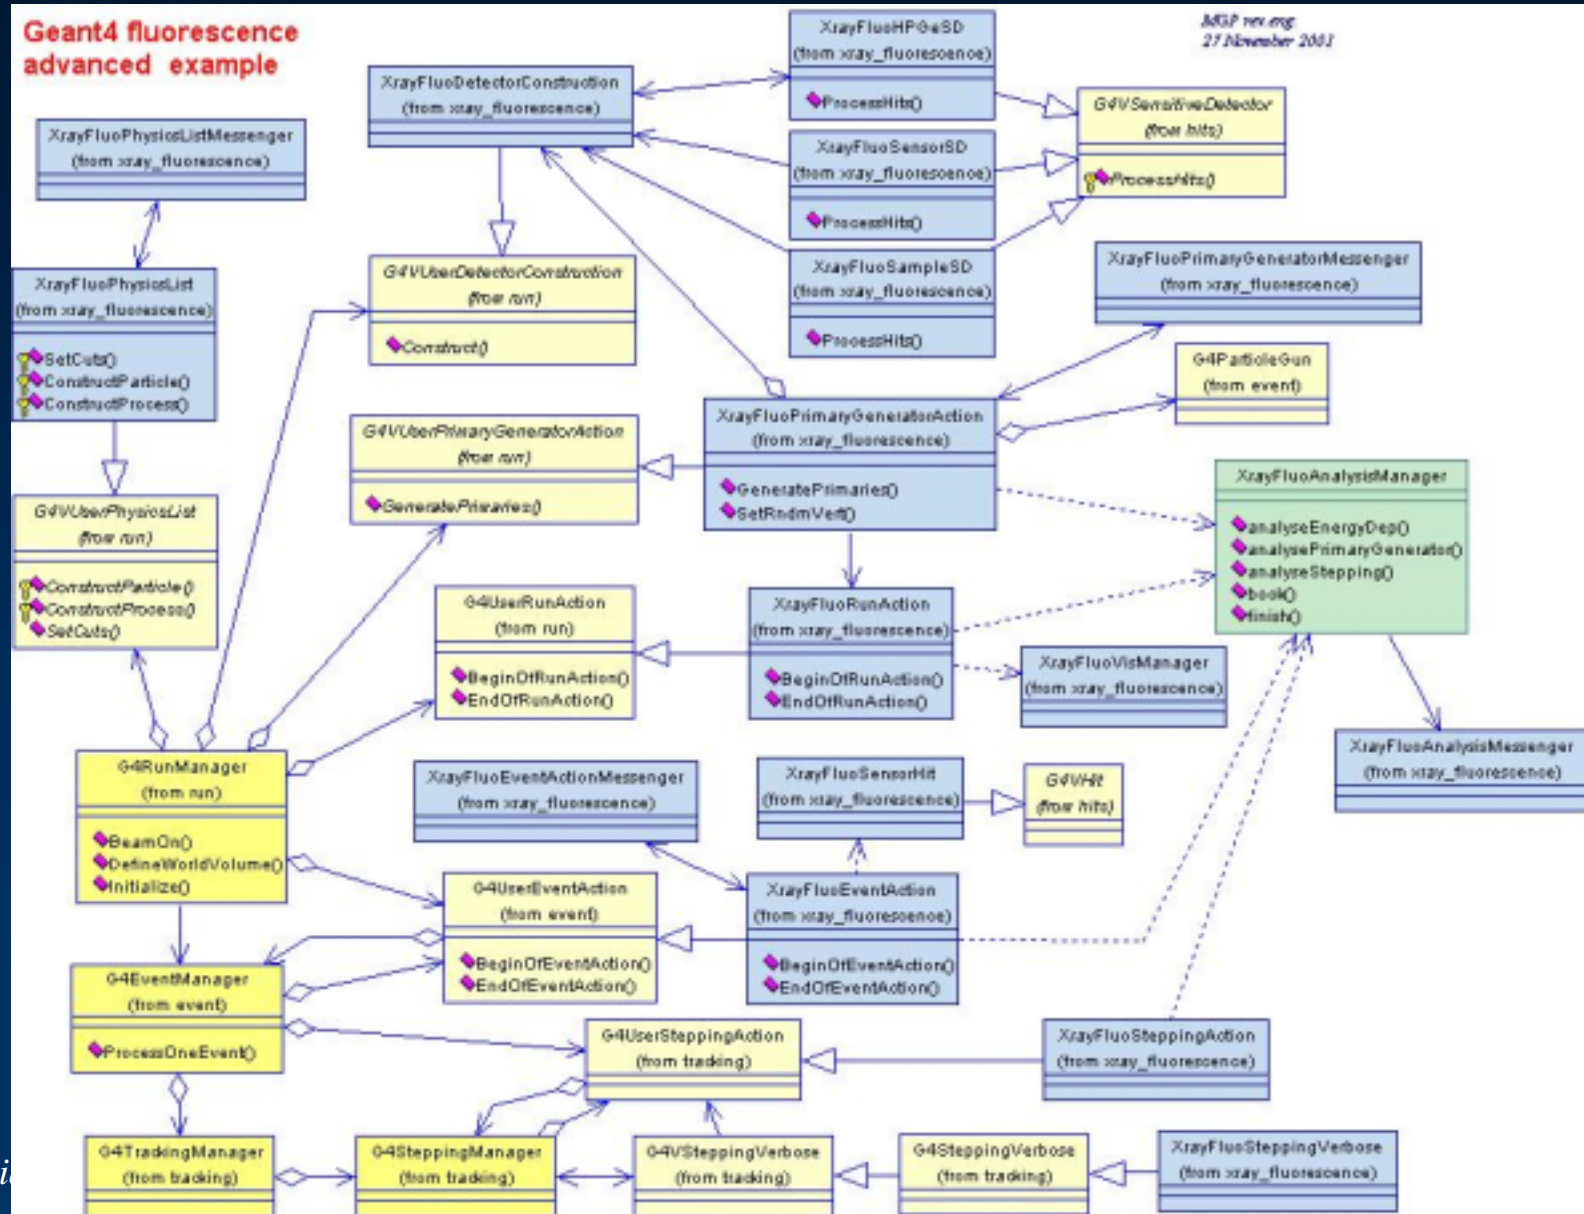 Geant4 fluorescence
advanced example
MGP rev.eng.
27 November 2001
XrayFluoHPGeSD
(from xray_fluorescence)
ProcessHits()
XrayFluoDetectorConstruction
(from xray_fluorescence)
G4VSensitiveDetector
(from hits)
ProcessHits()
XrayFluoPhysicsListMessenger
(from xray_fluorescence)
XrayFluoSensorSD
(from xray_fluorescence)
ProcessHits()
XrayFluoSampleSD
(from xray_fluorescence)
ProcessHits()
XrayFluoPrimaryGeneratorMessenger
(from xray_fluorescence)
XrayFluoPhysicsList
(from xray_fluorescence)
SetCuts()
ConstructParticle()
ConstructProcess()
G4VUserDetectorConstruction
(from run)
Construct()
G4ParticleGun
(from event)
XrayFluoPrimaryGeneratorAction
(from xray_fluorescence)
GeneratePrimaries()
SetRndmVert()
G4VUserPrimaryGeneratorAction
(from run)
GeneratePrimaries()
XrayFluoAnalysisManager
analyseEnergyDep()
analysePrimaryGenerator()
analyseStepping()
book()
finish()
G4VUserPhysicsList
(from run)
ConstructParticle()
ConstructProcess()
SetCuts()
G4UserRunAction
(from run)
BeginOfRunAction()
EndOfRunAction()
XrayFluoRunAction
(from xray_fluorescence)
BeginOfRunAction()
EndOfRunAction()
XrayFluoVisManager
(from xray_fluorescence)
XrayFluoAnalysisMessenger
(from xray_fluorescence)
G4RunManager
(from run)
BeamOn()
DefineWorldVolume()
Initialize()
XrayFluoEventActionMessenger
(from xray_fluorescence)
XrayFluoSensorHit
(from xray_fluorescence)
G4VHit
(from hits)
G4UserEventAction
(from event)
BeginOfEventAction()
EndOfEventAction()
XrayFluoEventAction
(from xray_fluorescence)
BeginOfEventAction()
EndOfEventAction()
G4EventManager
(from event)
ProcessOneEvent()
G4UserSteppingAction
(from tracking)
XrayFluoSteppingAction
(from xray_fluorescence)
G4TrackingManager
(from tracking)
G4SteppingManager
(from tracking)
G4VSteppingVerbose
(from tracking)
G4SteppingVerbose
(from tracking)
XrayFluoSteppingVerbose
(from xray_fluorescence)